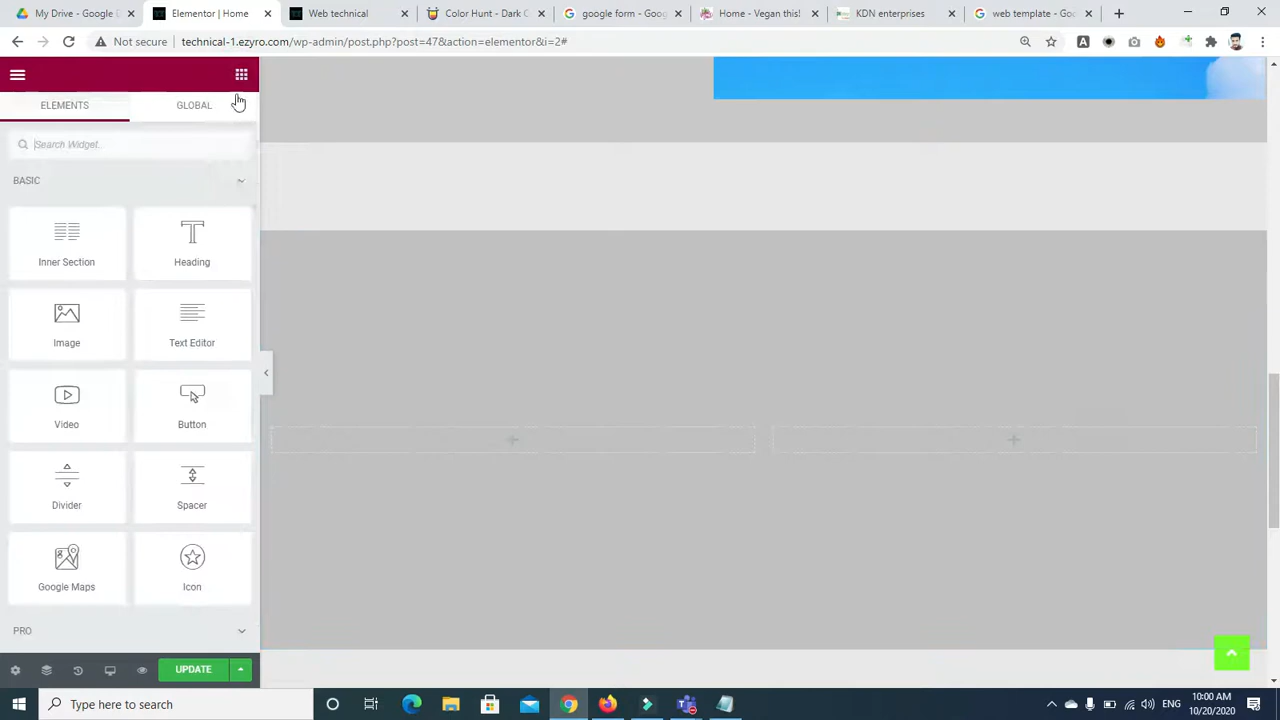 My Drive - Google D
Elementor | Home
Web technical
Color Hunt - Dark C
google form - Goog
Home - Vegan this!
KDN enterprises
web template - Goo
Not secure
technical-1.ezyro.com/wp-admin/post.php?post=47&action=elementor&i=2#
ELEMENTS
GLOBAL
Search Widget..
BASIC
Inner Section
Heading
Image
Text Editor
Video
Button
Divider
Spacer
Google Maps
Icon
PRO
UPDATE
Type here to search
ENG
10:00 AM
10/20/2020